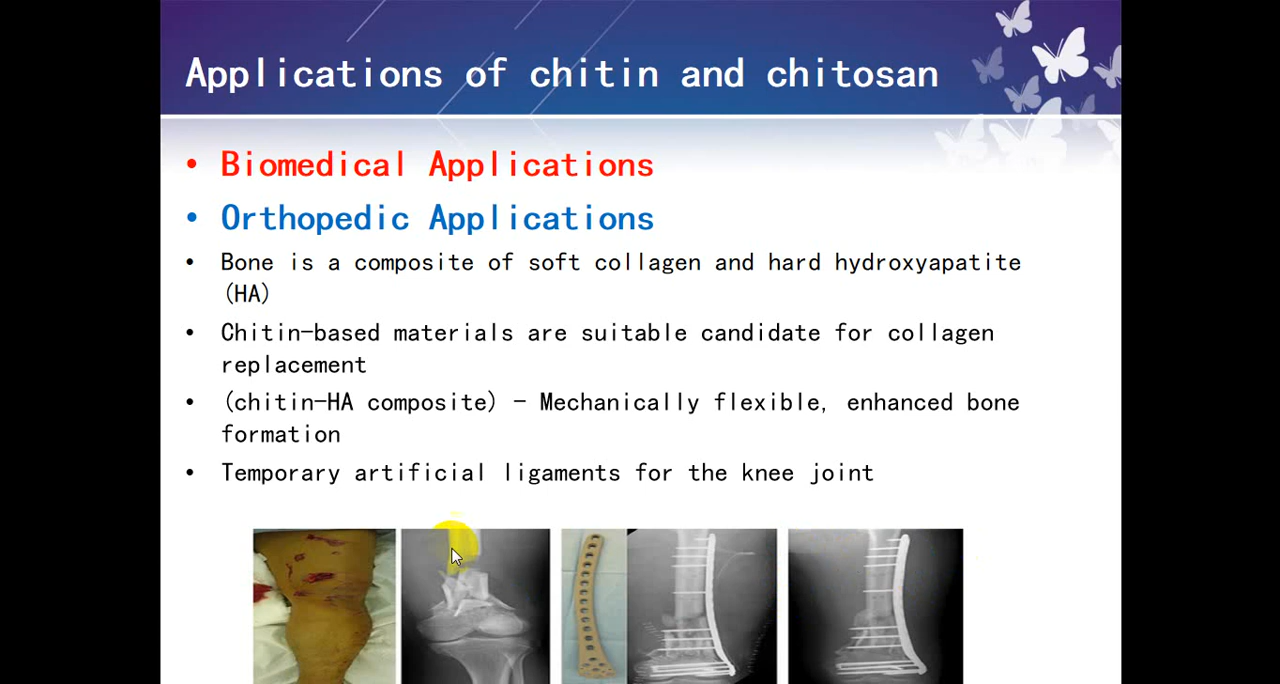 Applications of chitin and chitosan
• Biomedical Applications
• Orthopedic Applications
• Bone is a composite of soft collagen and hard hydroxyapatite
(HA)
• Chitin-based materials are suitable candidate for collagen
replacement
• (chitin-HA composite) - Mechanically flexible, enhanced bone
formation
• Temporary artificial ligaments for the knee joint